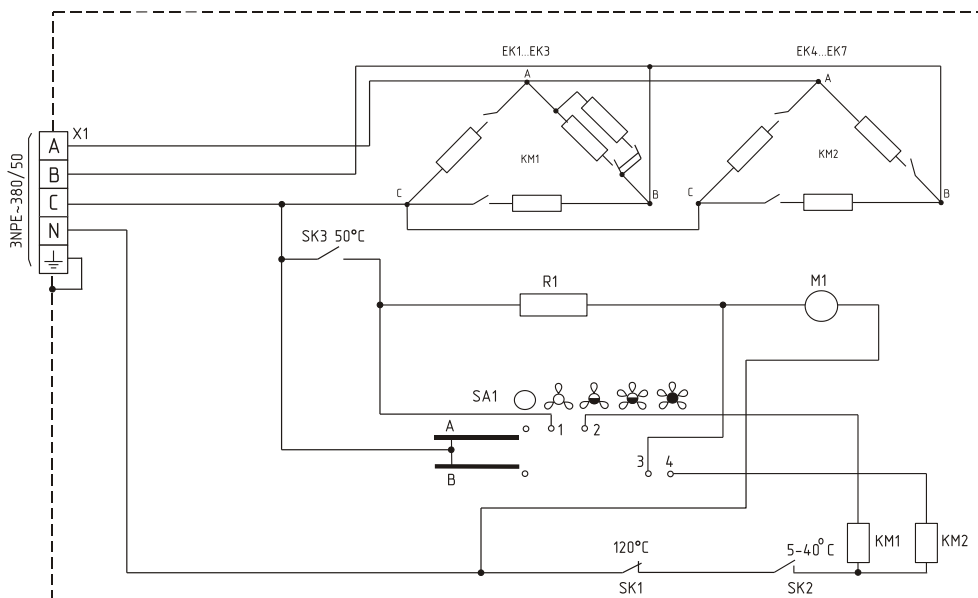 EK1...EK3
EK4...EK7
A
A
X1
A
B
C
N
3NPE~380/50
KM1
KM2
C
B
C
B
SK3 50°C
R1
M1
SA1
A
1
2
B
3
4
120°C
5-40°C
KM1
KM2
SK1
SK2